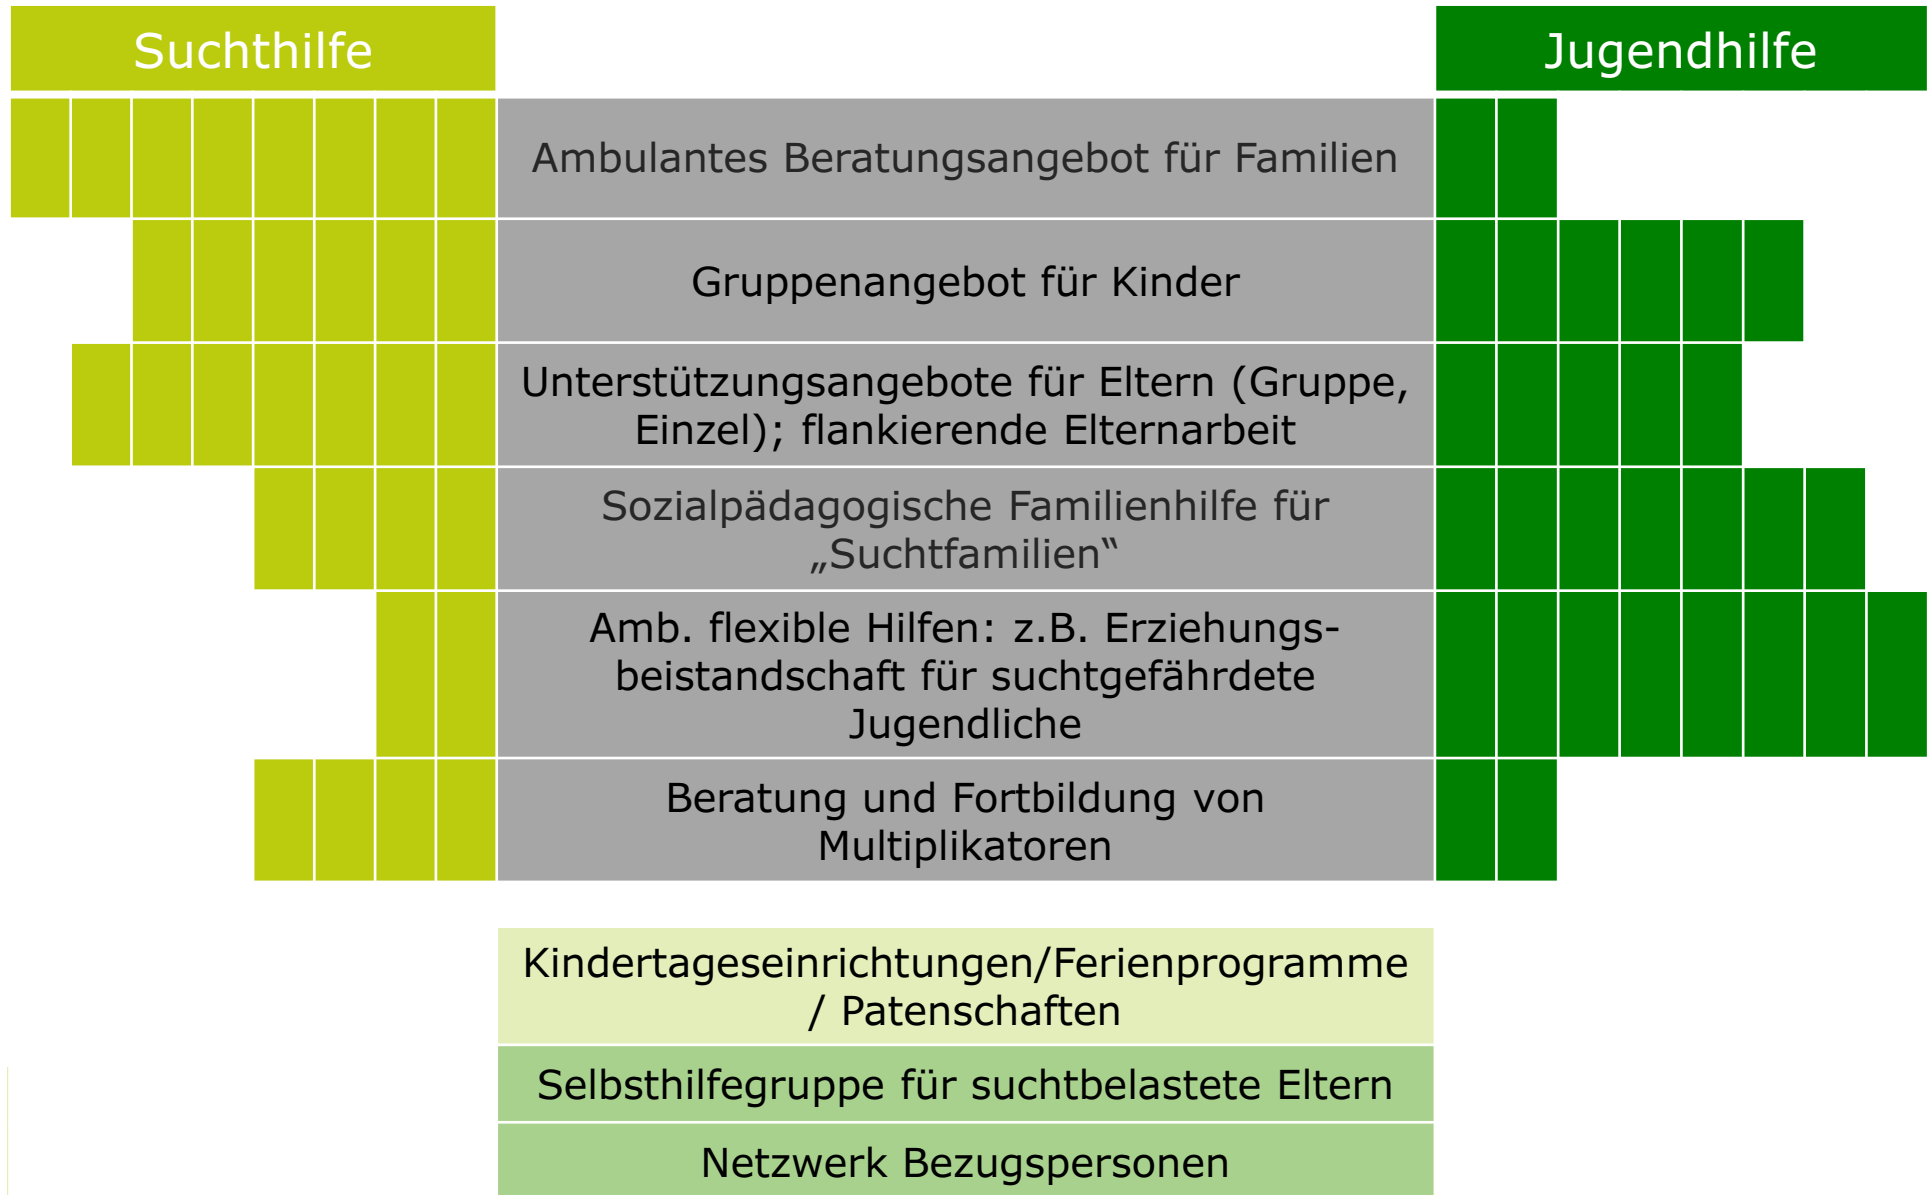 Suchthilfe
Jugendhilfe
Ambulantes Beratungsangebot für Familien
Gruppenangebot für Kinder
Unterstützungsangebote für Eltern (Gruppe,
Einzel); flankierende Elternarbeit
Sozialpädagogische Familienhilfe für
„Suchtfamilien“
Amb. flexible Hilfen: z.B. Erziehungs-
beistandschaft für suchtgefährdete
Jugendliche
Beratung und Fortbildung von
Multiplikatoren
Kindertageseinrichtungen/Ferienprogramme
/ Patenschaften
Selbsthilfegruppe für suchtbelastete Eltern
Netzwerk Bezugspersonen